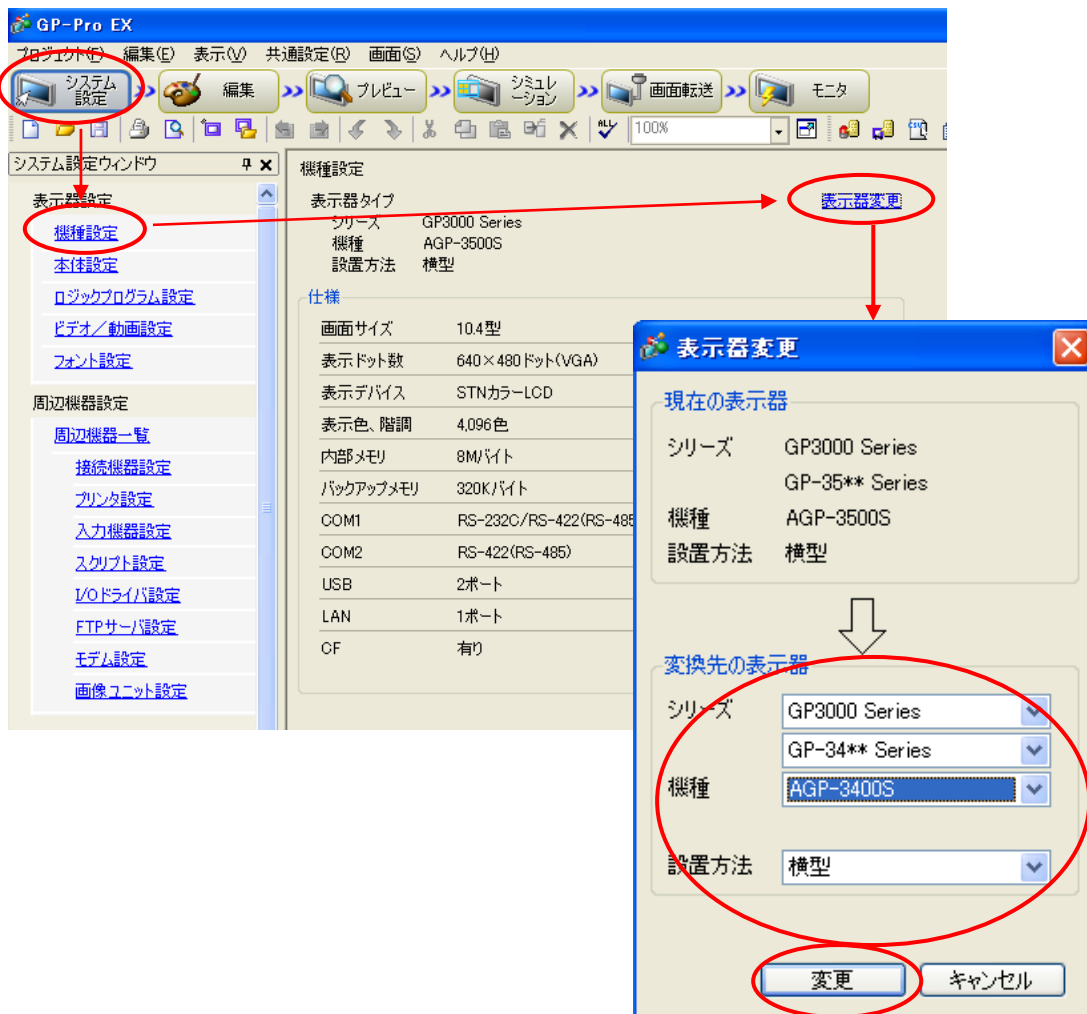 GP-Pro EX
プロジェクト(F) 編集(E) 表示(V) 共通設定(R) 画面(S) ヘルプ(H)
システム設定 >> 編集 >> プレビュー >> シミュレーション >> 画面転送 >> モニタ
100%
システム設定ウィンドウ
表示器設定
機種設定
本体設定
ロジックプログラム設定
ビデオ／動画設定
フォント設定
周辺機器設定
周辺機器一覧
接続機器設定
プリンタ設定
入力機器設定
スクリプト設定
I/Oドライバ設定
FTPサーバ設定
モデム設定
画像ユニット設定
機種設定
表示器タイプ 表示器変更
シリーズ GP3000 Series
機種 AGP-3500S
設置方法 横型
仕様
画面サイズ 10.4型
表示ドット数 640×480ドット(VGA)
表示デバイス STNカラーLCD
表示色、階調 4,096色
内部メモリ 8Mバイト
バックアップメモリ 320Kバイト
COM1 RS-232C/RS-422(RS-485
COM2 RS-422(RS-485)
USB 2ポート
LAN 1ポート
CF 有り
表示器変更
現在の表示器
シリーズ GP3000 Series
GP-35** Series
機種 AGP-3500S
設置方法 横型
変換先の表示器
シリーズ GP3000 Series
GP-34** Series
機種 AGP-3400S
設置方法 横型
変更 キャンセル